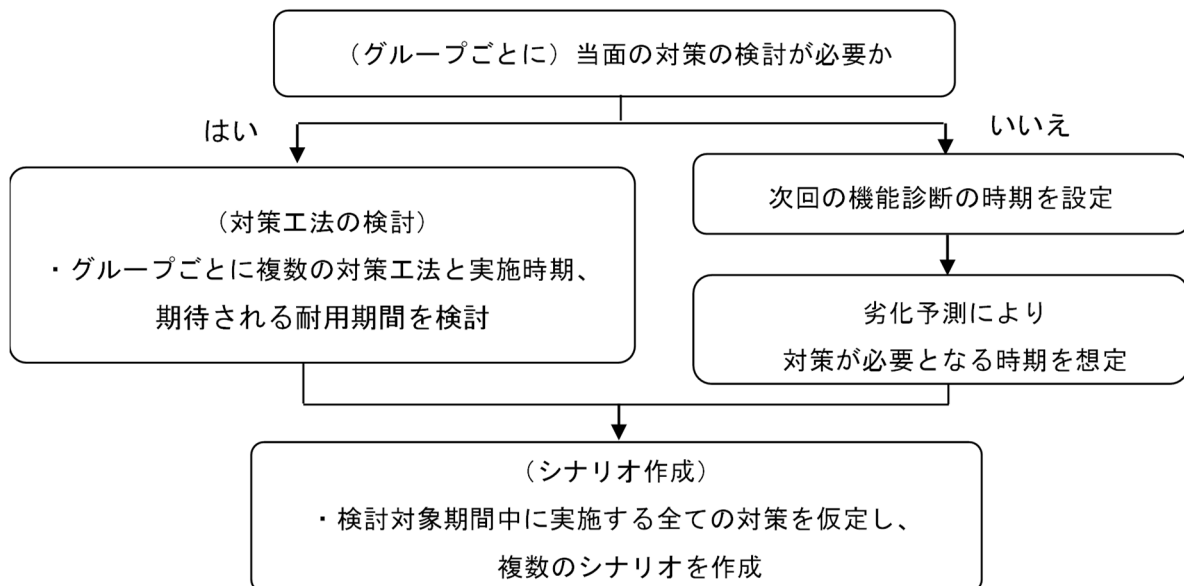 （グループごとに）当面の対策の検討が必要か
はい
いいえ
（対策工法の検討）
・グループごとに複数の対策工法と実施時期、
期待される耐用期間を検討
次回の機能診断の時期を設定
劣化予測により
対策が必要となる時期を想定
（シナリオ作成）
・検討対象期間中に実施する全ての対策を仮定し、
複数のシナリオを作成